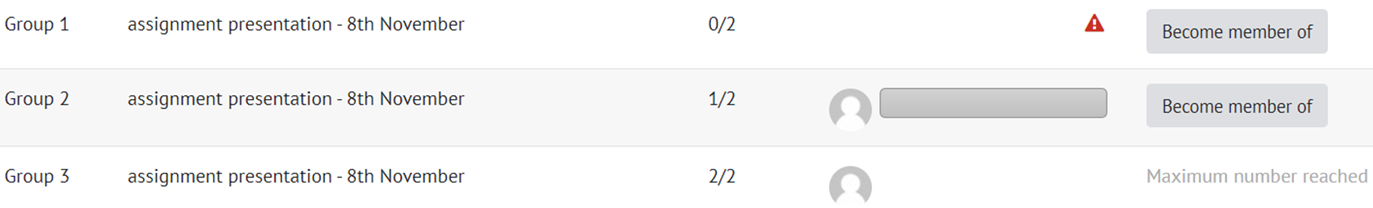 Group 1 assignment presentation - 8th November 0/2 Become member of
Group 2 assignment presentation - 8th November 1/2 Become member of
Group 3 assignment presentation - 8th November 2/2 Maximum number reached